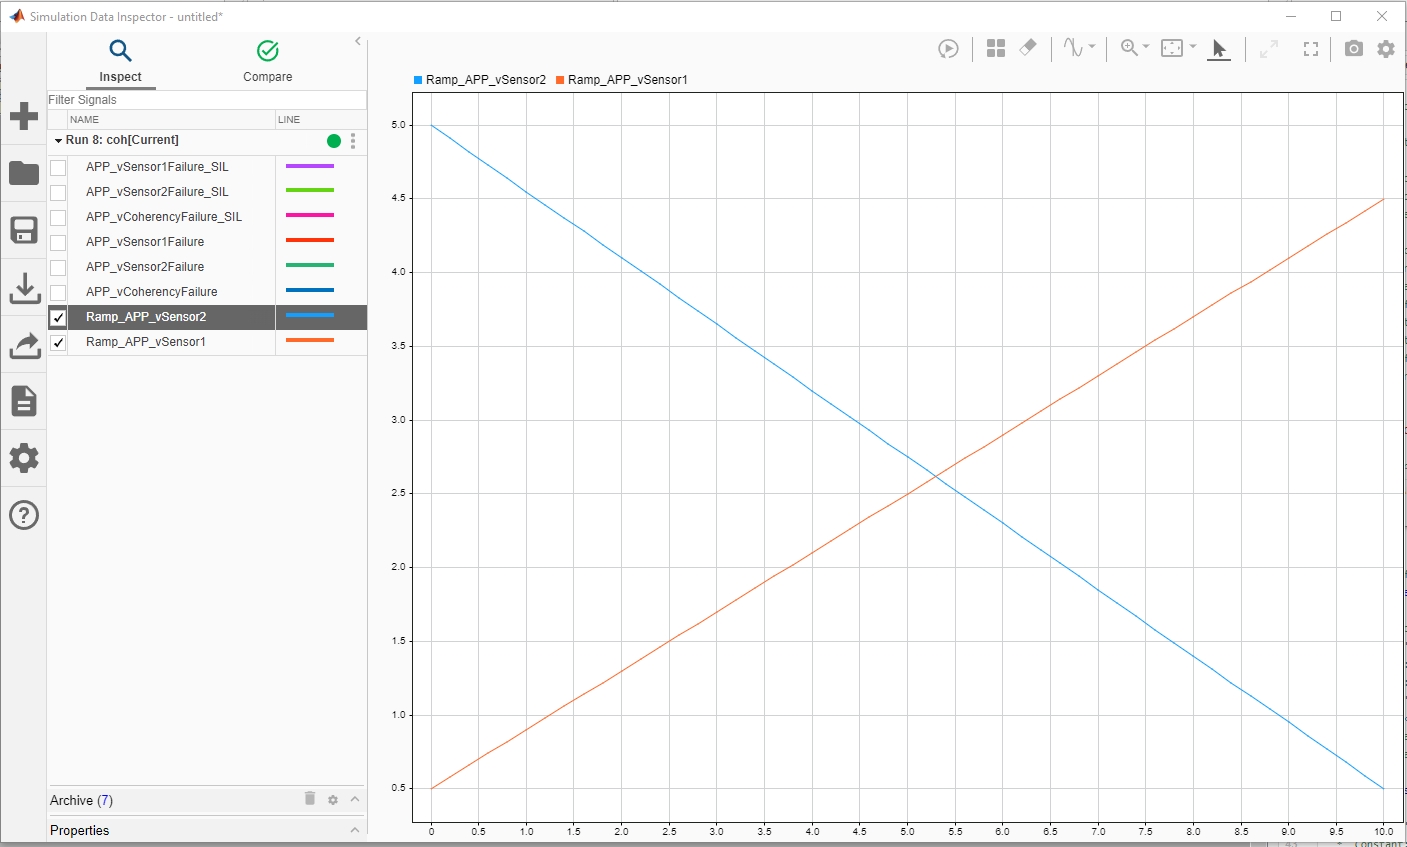 Simulation Data Inspector - untitled*
Inspect
Compare
Filter Signals
NAME
LINE
Run 8: coh[Current]
APP_vSensor1Failure_SIL
APP_vSensor2Failure_SIL
APP_vCoherencyFailure_SIL
APP_vSensor1Failure
APP_vSensor2Failure
APP_vCoherencyFailure
Ramp_APP_vSensor2
Ramp_APP_vSensor1
Archive (7)
Properties
Ramp_APP_vSensor2 Ramp_APP_vSensor1
5.0
4.5
4.0
3.5
3.0
2.5
2.0
1.5
1.0
0.5
0 0.5 1.0 1.5 2.0 2.5 3.0 3.5 4.0 4.5 5.0 5.5 6.0 6.5 7.0 7.5 8.0 8.5 9.0 9.5 10.0